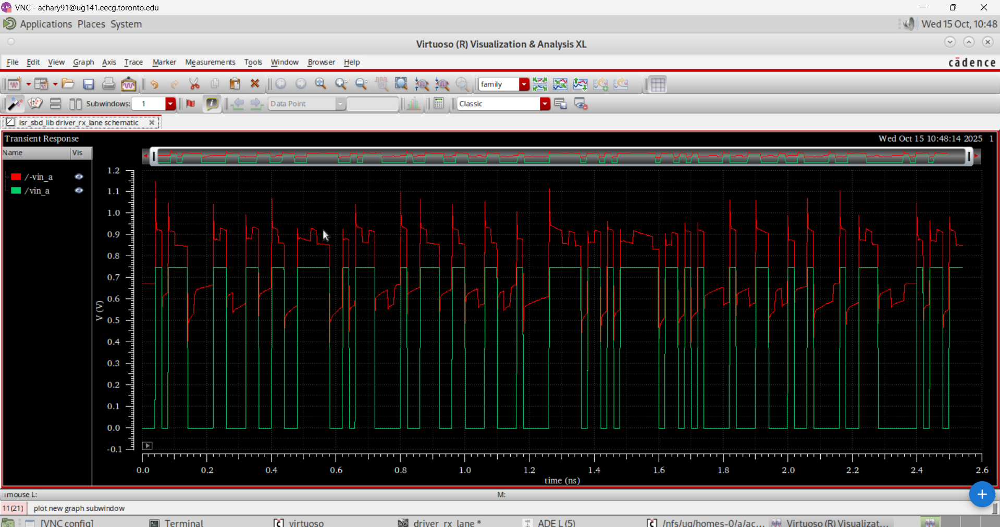 VNC - achary91@ug141.eecg.toronto.edu
Applications Places System
Wed 15 Oct, 10:48
Virtuoso (R) Visualization & Analysis XL
File Edit View Graph Axis Trace Marker Measurements Tools Window Browser Help
cādence
family
Subwindows: 1
Data Point
Classic
isr_sbd_lib driver_rx_lane schematic
Transient Response
Wed Oct 15 10:48:14 2025 1
Name Vis
/-vin_a
/vin_a
1.2
1.1
1.0
0.9
0.8
0.7
0.6
0.5
0.4
0.3
0.2
0.1
0.0
-0.1
V (V)
0.0 0.2 0.4 0.6 0.8 1.0 1.2 1.4 1.6 1.8 2.0 2.2 2.4 2.6
time (ns)
mouse L:
M:
11(21) plot new graph subwindow
[VNC config] Terminal virtuoso driver_rx_lane * ADE L (5) /nfs/ug/homes-0/a/ac... Virtuoso (R) Visualizat...